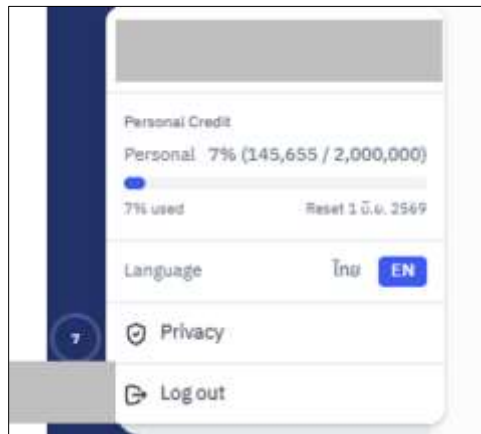 Personal Credit
Personal 7% (145,655 / 2,000,000)
7% used Reset 1 มิ.ย. 2569
Language ไทย EN
7
Privacy
Log out